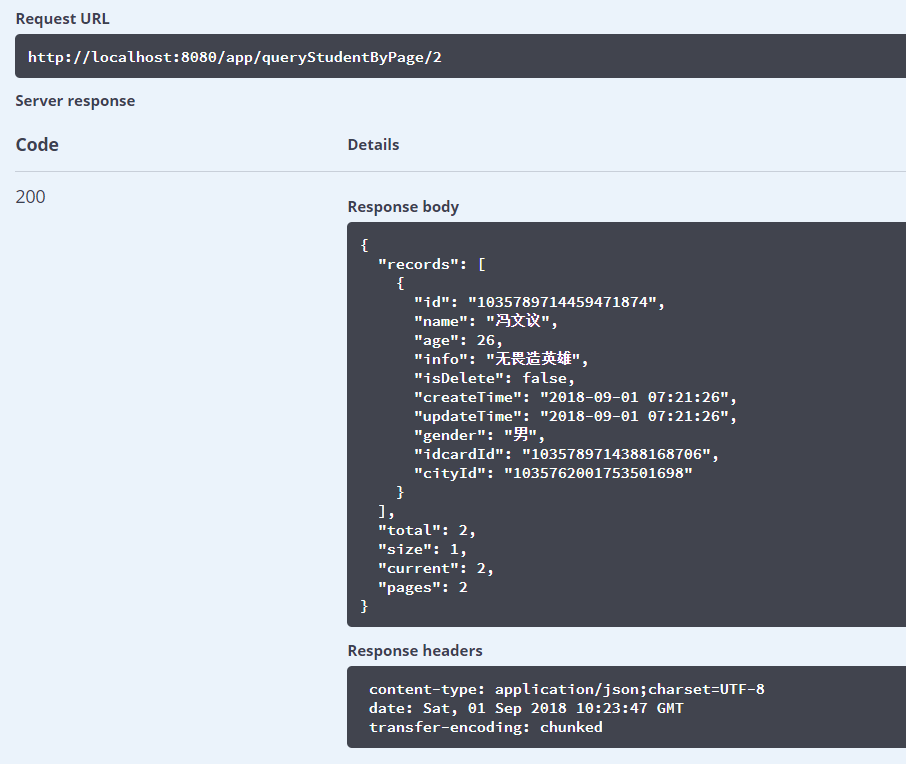 Request URL
http://localhost:8080/app/queryStudentByPage/2
Server response
Code Details
200
Response body
{
"records": [
{
"id": "1035789714459471874",
"name": "冯文议",
"age": 26,
"info": "无畏造英雄",
"isDelete": false,
"createTime": "2018-09-01 07:21:26",
"updateTime": "2018-09-01 07:21:26",
"gender": "男",
"idcardId": "1035789714388168706",
"cityId": "1035762001753501698"
}
],
"total": 2,
"size": 1,
"current": 2,
"pages": 2
}
Response headers
content-type: application/json;charset=UTF-8
date: Sat, 01 Sep 2018 10:23:47 GMT
transfer-encoding: chunked